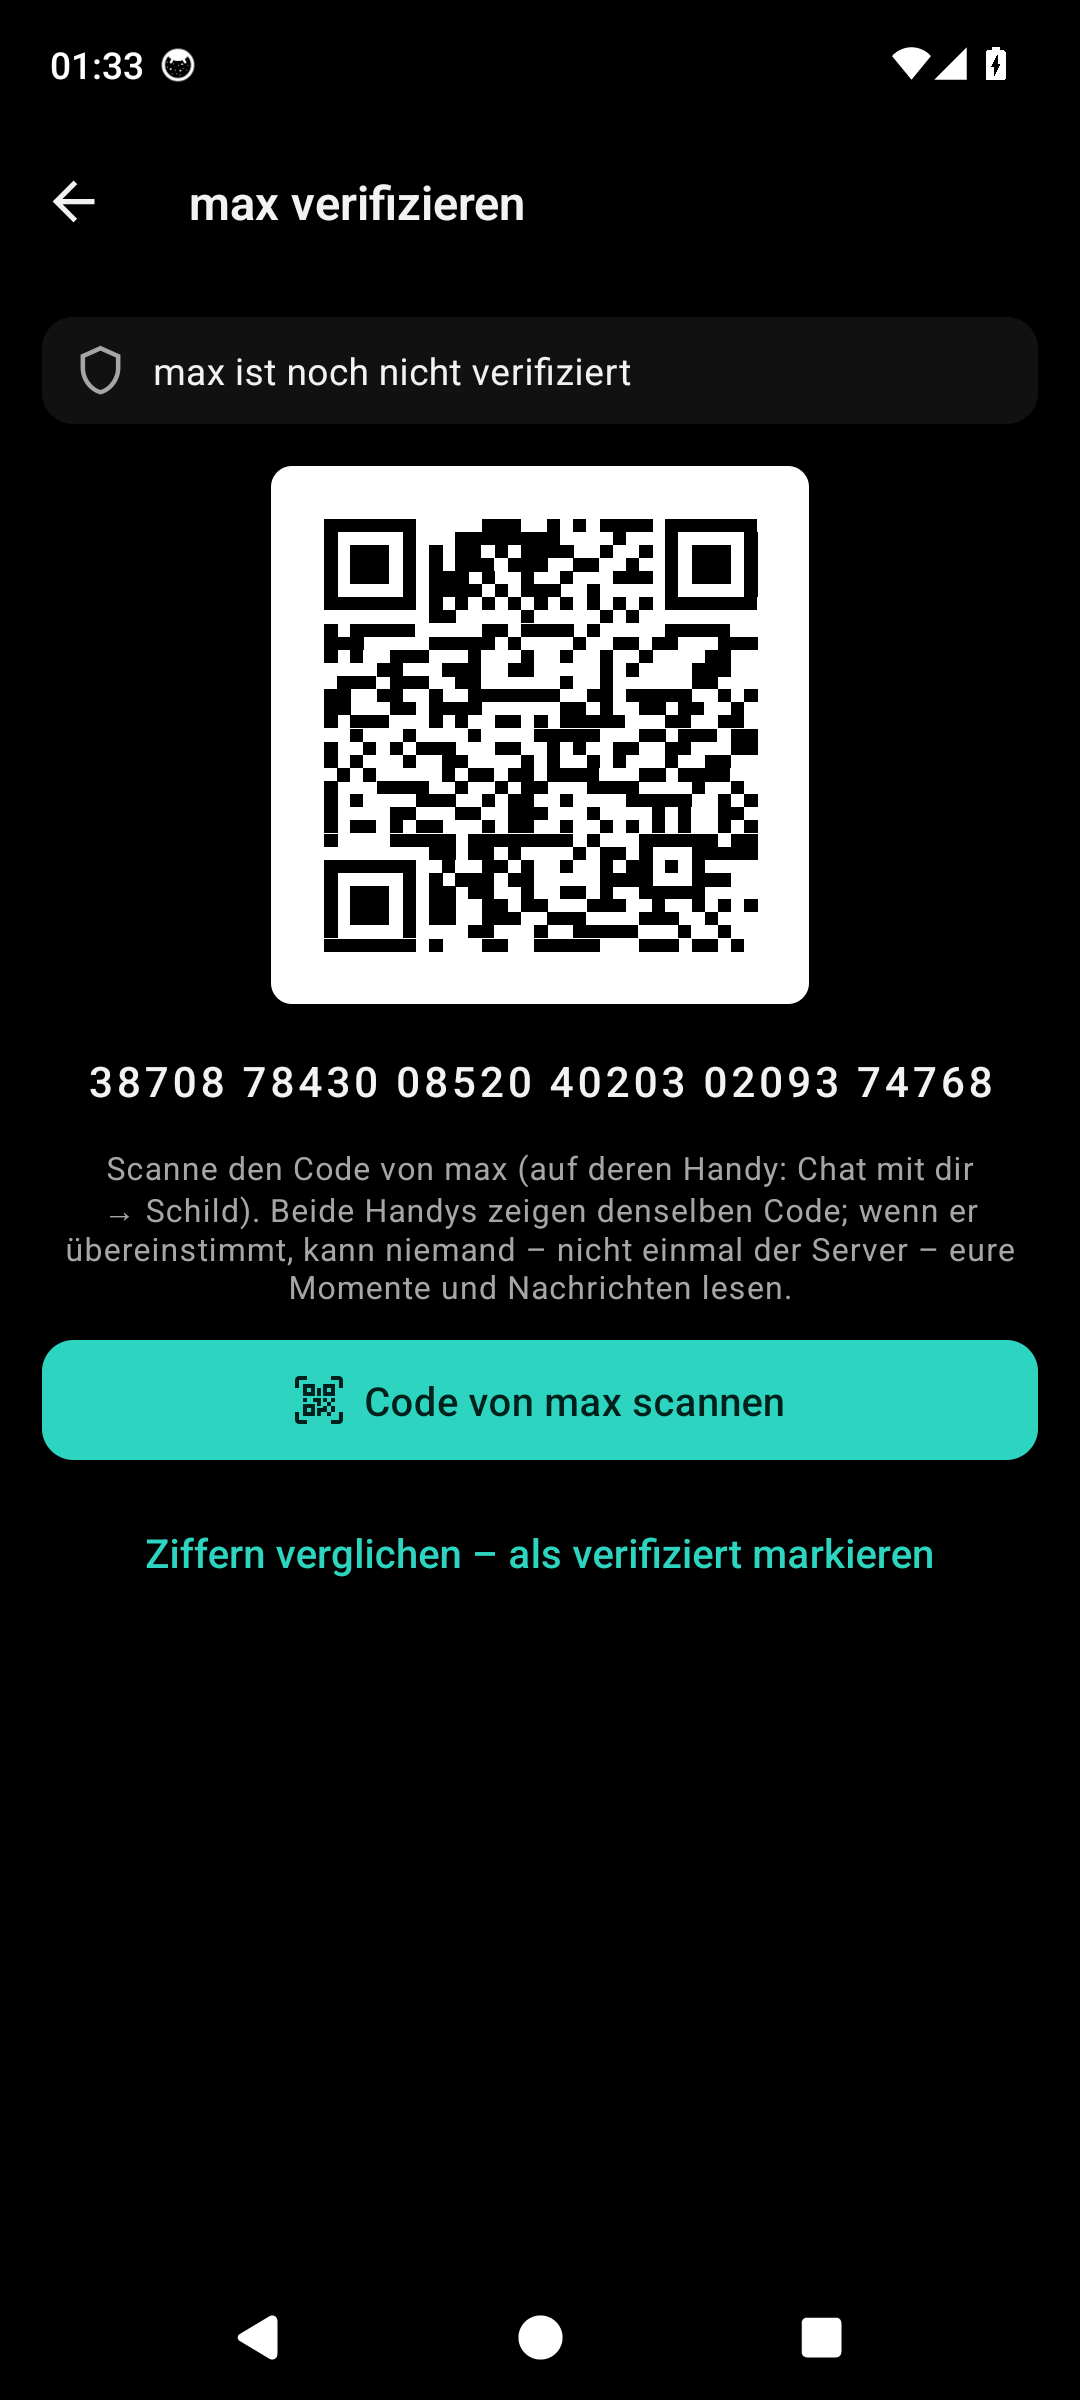 01:33
max verifizieren
max ist noch nicht verifiziert
38708 78430 08520 40203 02093 74768
Scanne den Code von max (auf deren Handy: Chat mit dir
→ Schild). Beide Handys zeigen denselben Code; wenn er
übereinstimmt, kann niemand – nicht einmal der Server – eure
Momente und Nachrichten lesen.
Code von max scannen
Ziffern verglichen – als verifiziert markieren